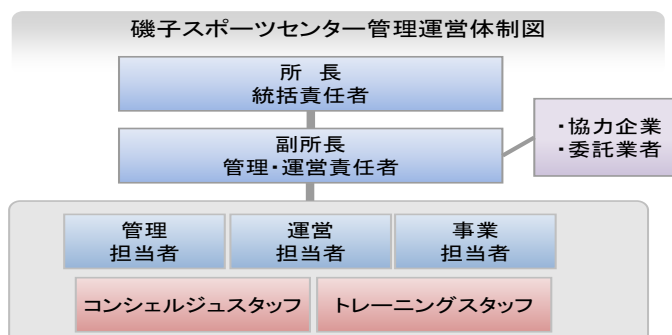 磯子スポーツセンター管理運営体制図
所 長
統括責任者
副所長
管理・運営責任者
・協力企業
・委託業者
管理
担当者
運営
担当者
事業
担当者
コンシェルジュスタッフ
トレーニングスタッフ